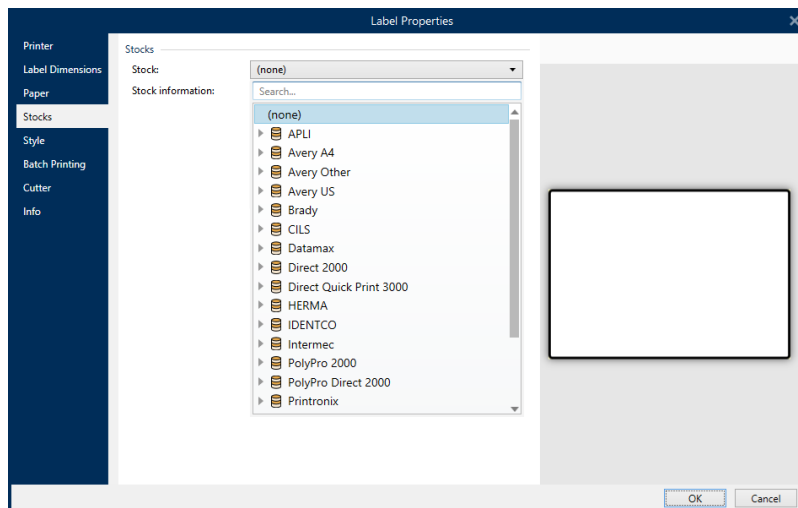 Label Properties
Printer
Label Dimensions
Paper
Stocks
Style
Batch Printing
Cutter
Info
Stocks
Stock:
(none)
Stock information:
Search...
(none)
APLI
Avery A4
Avery Other
Avery US
Brady
CILS
Datamax
Direct 2000
Direct Quick Print 3000
HERMA
IDENTCO
Intermec
PolyPro 2000
PolyPro Direct 2000
Printronix
OK
Cancel